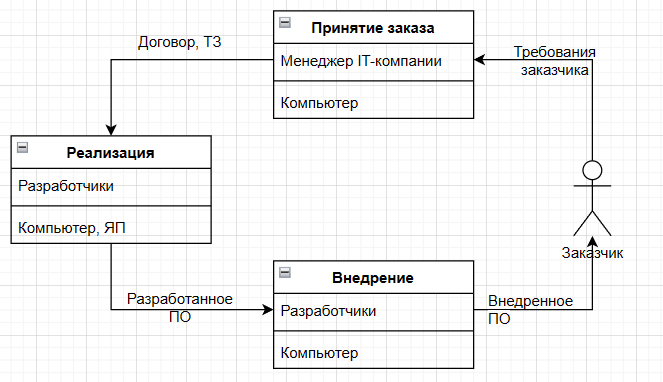 Принятие заказа
Менеджер IT-компании
Компьютер
Договор, ТЗ
Требования
заказчика
Реализация
Разработчики
Компьютер, ЯП
Заказчик
Разработанное
ПО
Внедрение
Разработчики
Компьютер
Внедренное
ПО